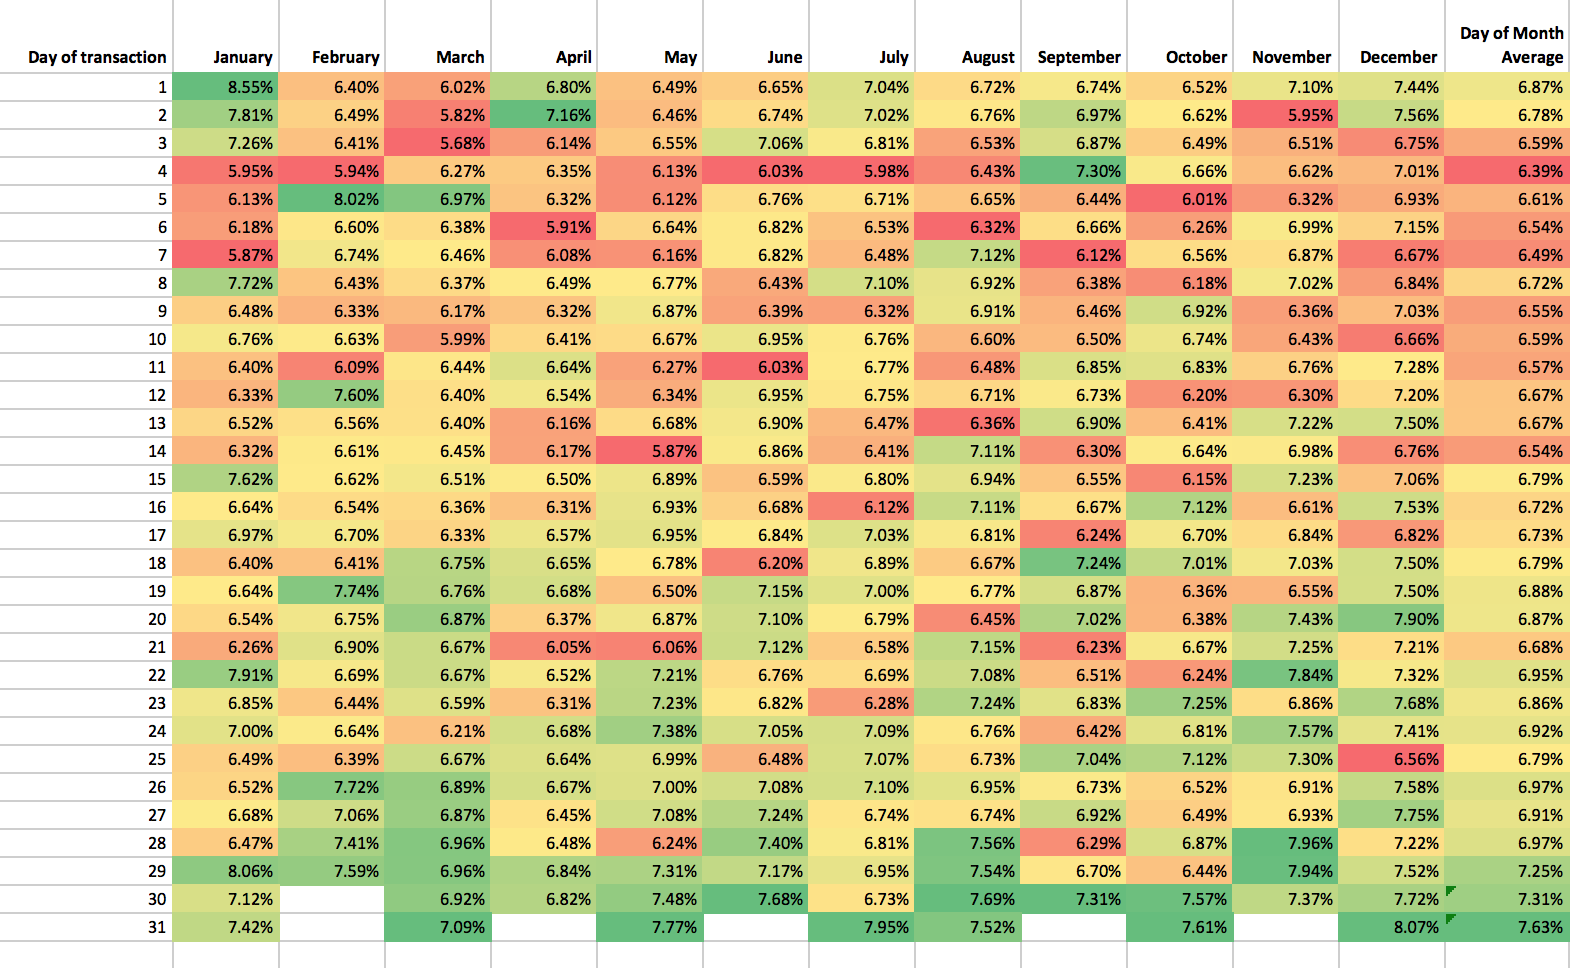 Day of Month
Day of transaction January February March April May June July August September October November December Average
1 8.55% 6.40% 6.02% 6.80% 6.49% 6.65% 7.04% 6.72% 6.74% 6.52% 7.10% 7.44% 6.87%
2 7.81% 6.49% 5.82% 7.16% 6.46% 6.74% 7.02% 6.76% 6.97% 6.62% 5.95% 7.56% 6.78%
3 7.26% 6.41% 5.68% 6.14% 6.55% 7.06% 6.81% 6.53% 6.87% 6.49% 6.51% 6.75% 6.59%
4 5.95% 5.94% 6.27% 6.35% 6.13% 6.03% 5.98% 6.43% 7.30% 6.66% 6.62% 7.01% 6.39%
5 6.13% 8.02% 6.97% 6.32% 6.12% 6.76% 6.71% 6.65% 6.44% 6.01% 6.32% 6.93% 6.61%
6 6.18% 6.60% 6.38% 5.91% 6.64% 6.82% 6.53% 6.32% 6.66% 6.26% 6.99% 7.15% 6.54%
7 5.87% 6.74% 6.46% 6.08% 6.16% 6.82% 6.48% 7.12% 6.12% 6.56% 6.87% 6.67% 6.49%
8 7.72% 6.43% 6.37% 6.49% 6.77% 6.43% 7.10% 6.92% 6.38% 6.18% 7.02% 6.84% 6.72%
9 6.48% 6.33% 6.17% 6.32% 6.87% 6.39% 6.32% 6.91% 6.46% 6.92% 6.36% 7.03% 6.55%
10 6.76% 6.63% 5.99% 6.41% 6.67% 6.95% 6.76% 6.60% 6.50% 6.74% 6.43% 6.66% 6.59%
11 6.40% 6.09% 6.44% 6.64% 6.27% 6.03% 6.77% 6.48% 6.85% 6.83% 6.76% 7.28% 6.57%
12 6.33% 7.60% 6.40% 6.54% 6.34% 6.95% 6.75% 6.71% 6.73% 6.20% 6.30% 7.20% 6.67%
13 6.52% 6.56% 6.40% 6.16% 6.68% 6.90% 6.47% 6.36% 6.90% 6.41% 7.22% 7.50% 6.67%
14 6.32% 6.61% 6.45% 6.17% 5.87% 6.86% 6.41% 7.11% 6.30% 6.64% 6.98% 6.76% 6.54%
15 7.62% 6.62% 6.51% 6.50% 6.89% 6.59% 6.80% 6.94% 6.55% 6.15% 7.23% 7.06% 6.79%
16 6.64% 6.54% 6.36% 6.31% 6.93% 6.68% 6.12% 7.11% 6.67% 7.12% 6.61% 7.53% 6.72%
17 6.97% 6.70% 6.33% 6.57% 6.95% 6.84% 7.03% 6.81% 6.24% 6.70% 6.84% 6.82% 6.73%
18 6.40% 6.41% 6.75% 6.65% 6.78% 6.20% 6.89% 6.67% 7.24% 7.01% 7.03% 7.50% 6.79%
19 6.64% 7.74% 6.76% 6.68% 6.50% 7.15% 7.00% 6.77% 6.87% 6.36% 6.55% 7.50% 6.88%
20 6.54% 6.75% 6.87% 6.37% 6.87% 7.10% 6.79% 6.45% 7.02% 6.38% 7.43% 7.90% 6.87%
21 6.26% 6.90% 6.67% 6.05% 6.06% 7.12% 6.58% 7.15% 6.23% 6.67% 7.25% 7.21% 6.68%
22 7.91% 6.69% 6.67% 6.52% 7.21% 6.76% 6.69% 7.08% 6.51% 6.24% 7.84% 7.32% 6.95%
23 6.85% 6.44% 6.59% 6.31% 7.23% 6.82% 6.28% 7.24% 6.83% 7.25% 6.86% 7.68% 6.86%
24 7.00% 6.64% 6.21% 6.68% 7.38% 7.05% 7.09% 6.76% 6.42% 6.81% 7.57% 7.41% 6.92%
25 6.49% 6.39% 6.67% 6.64% 6.99% 6.48% 7.07% 6.73% 7.04% 7.12% 7.30% 6.56% 6.79%
26 6.52% 7.72% 6.89% 6.67% 7.00% 7.08% 7.10% 6.95% 6.73% 6.52% 6.91% 7.58% 6.97%
27 6.68% 7.06% 6.87% 6.45% 7.08% 7.24% 6.74% 6.74% 6.92% 6.49% 6.93% 7.75% 6.91%
28 6.47% 7.41% 6.96% 6.48% 6.24% 7.40% 6.81% 7.56% 6.29% 6.87% 7.96% 7.22% 6.97%
29 8.06% 7.59% 6.96% 6.84% 7.31% 7.17% 6.95% 7.54% 6.70% 6.44% 7.94% 7.52% 7.25%
30 7.12% 6.92% 6.82% 7.48% 7.68% 6.73% 7.69% 7.31% 7.57% 7.37% 7.72% 7.31%
31 7.42% 7.09% 7.77% 7.95% 7.52% 7.61% 8.07% 7.63%